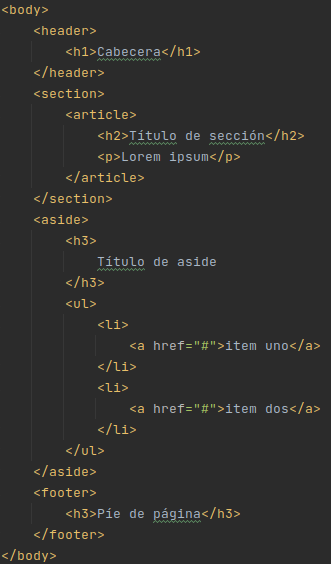 <body>
<header>
<h1>Cabecera</h1>
</header>
<section>
<article>
<h2>Título de sección</h2>
<p>Lorem ipsum</p>
</article>
</section>
<aside>
<h3>
Título de aside
</h3>
<ul>
<li>
<a href="#">item uno</a>
</li>
<li>
<a href="#">item dos</a>
</li>
</ul>
</aside>
<footer>
<h3>Píe de página</h3>
</footer>
</body>